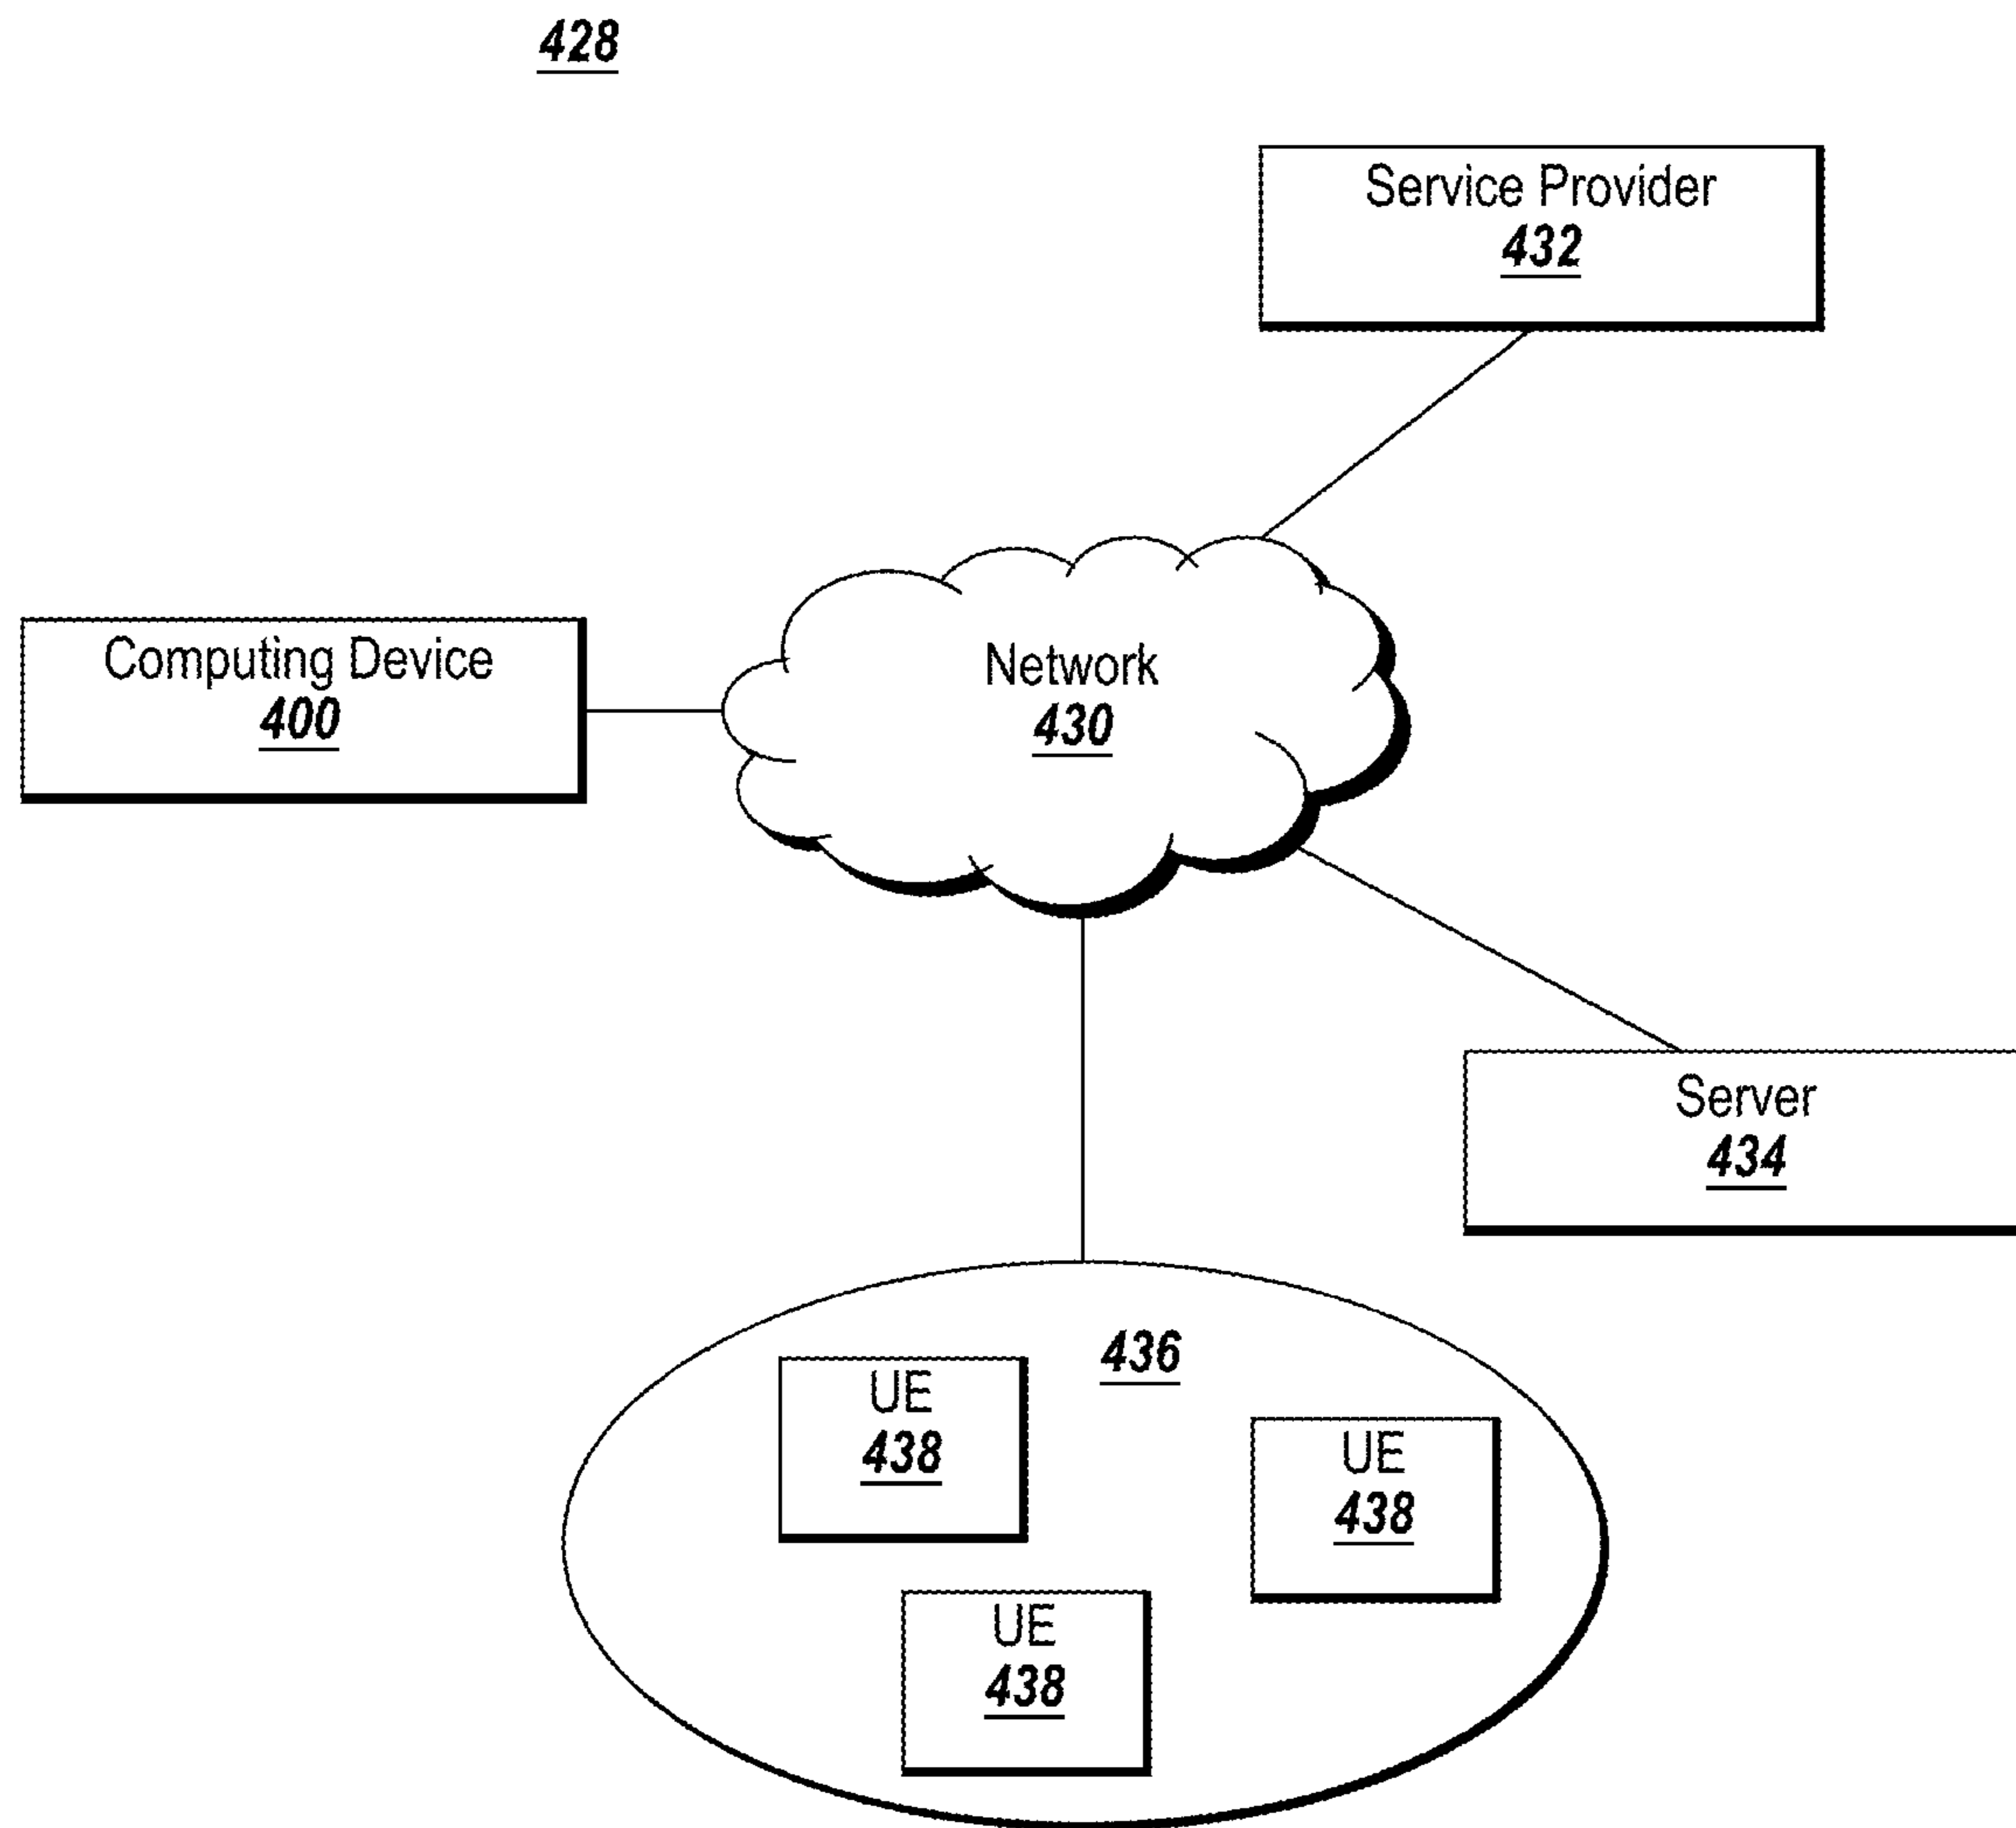 428
Service Provider
432
Computing Device
400
Network
430
Server
434
436
UE
438
UE
438
UE
438